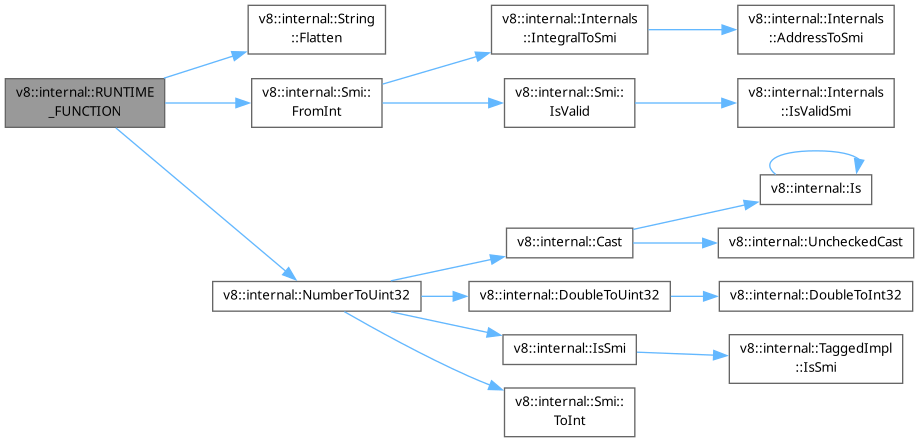 v8::internal::String
::Flatten
v8::internal::Internals
::IntegralToSmi
v8::internal::Internals
::AddressToSmi
v8::internal::RUNTIME
_FUNCTION
v8::internal::Smi::
FromInt
v8::internal::Smi::
IsValid
v8::internal::Internals
::IsValidSmi
v8::internal::Is
v8::internal::Cast
v8::internal::UncheckedCast
v8::internal::NumberToUint32
v8::internal::DoubleToUint32
v8::internal::DoubleToInt32
v8::internal::IsSmi
v8::internal::TaggedImpl
::IsSmi
v8::internal::Smi::
ToInt